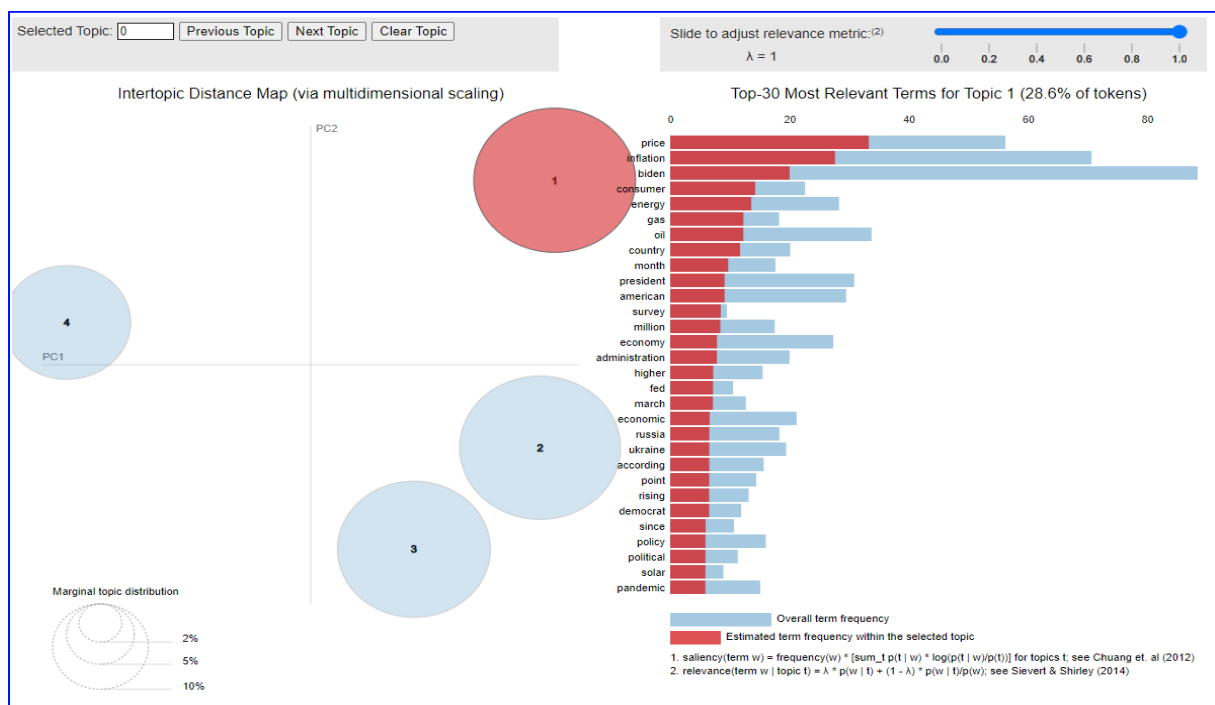 Selected Topic: 0 Previous Topic Next Topic Clear Topic
Slide to adjust relevance metric:(2)
λ = 1
0.0 0.2 0.4 0.6 0.8 1.0
Intertopic Distance Map (via multidimensional scaling)
PC2
PC1
1
4
2
3
Marginal topic distribution
2%
5%
10%
Top-30 Most Relevant Terms for Topic 1 (28.6% of tokens)
0 20 40 60 80
price
inflation
biden
consumer
energy
gas
oil
country
month
president
american
survey
million
economy
administration
higher
fed
march
economic
russia
ukraine
according
point
rising
democrat
since
policy
political
solar
pandemic
Overall term frequency
Estimated term frequency within the selected topic
1. saliency(term w) = frequency(w) * [sum_t p(t | w) * log(p(t | w)/p(t))] for topics t; see Chuang et. al (2012)
2. relevance(term w | topic t) = λ * p(w | t) + (1 - λ) * p(w | t)/p(w); see Sievert & Shirley (2014)